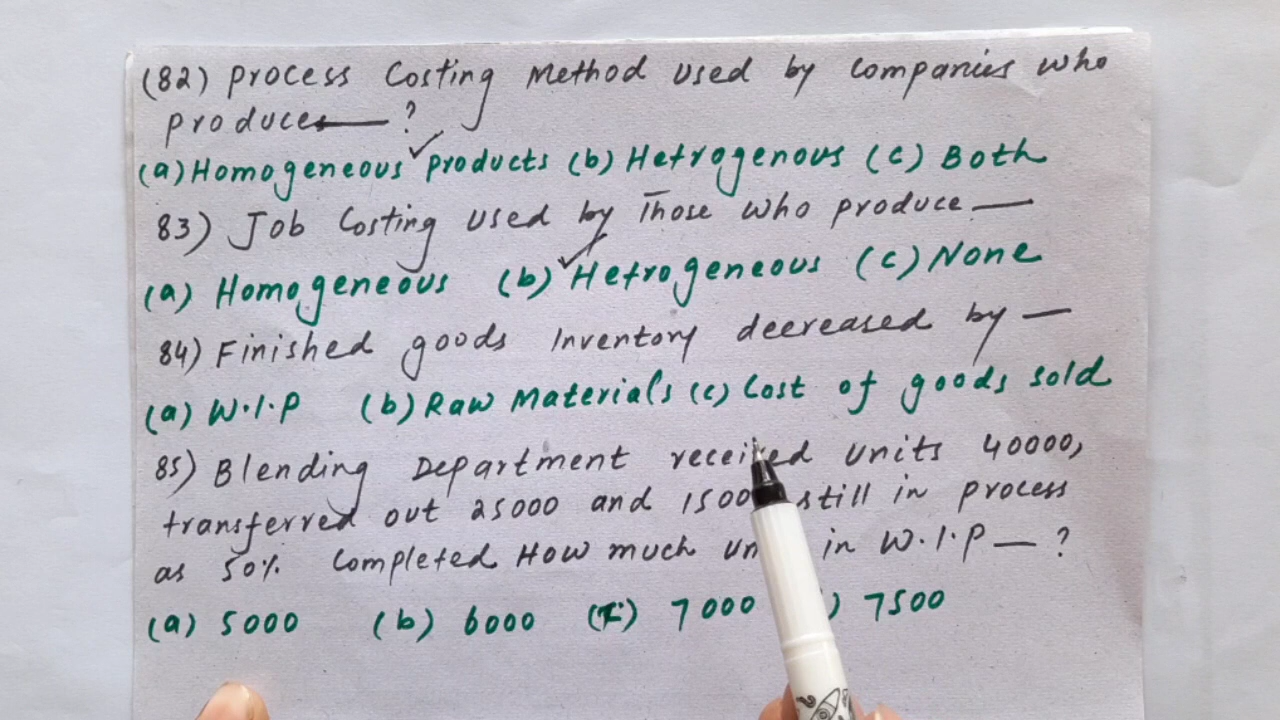 (82) Process Costing Method used by Companies who
produces — ?
(a) Homogeneous products (b) Hetrogenous (c) Both
83) Job Costing used by Those who produce —
(a) Homogeneous (b) Hetrogeneous (c) None
84) Finished goods Inventory decreased by —
(a) W.I.P (b) Raw Materials (c) Cost of goods sold
85) Blending Department received units 40000,
transferred out 25000 and still in process
as 50% Completed How much in W.I.P — ?
(a) 5000 (b) 6000 (c) 7000 ) 7500